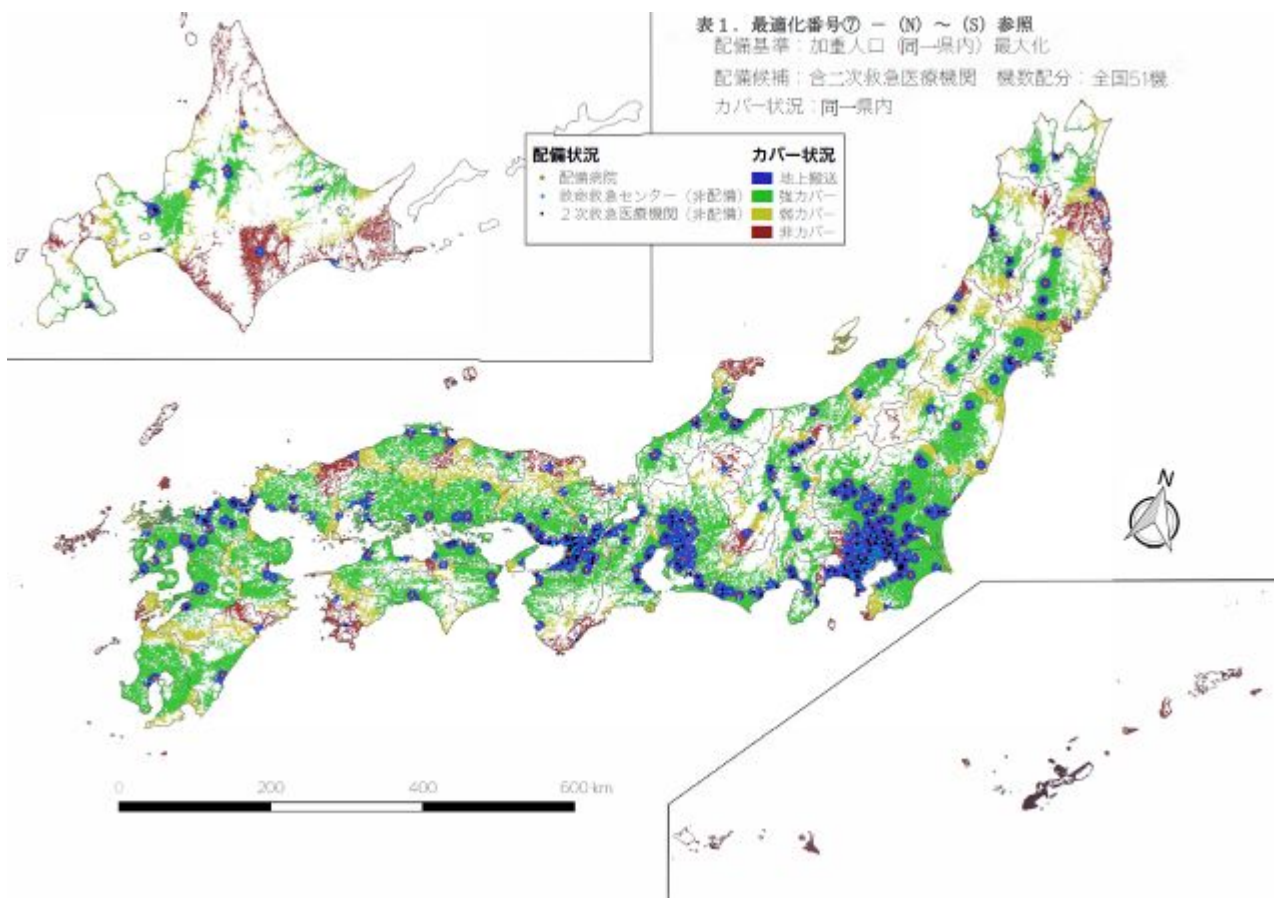 表1. 最適化番号⑦ － (N) ～ (S) 参照
配備基準：加重人口（同一県内）最大化
配備候補：含二次救急医療機関　機数配分：全国51機
カバー状況：同一県内
配備状況
配備病院
救命救急センター（非配備）
２次救急医療機関（非配備）
カバー状況
地上搬送
強カバー
弱カバー
非カバー
N
0 200 400 600 km